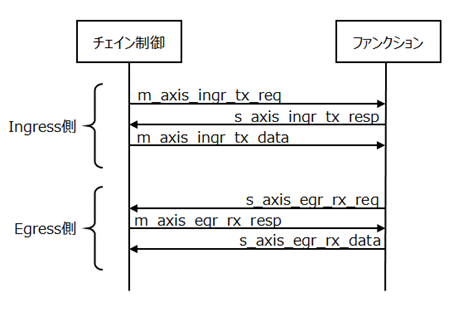 チェイン制御
ファンクション
Ingress側
m_axis_ingr_tx_req
s_axis_ingr_tx_resp
m_axis_ingr_tx_data
Egress側
s_axis_egr_rx_req
m_axis_egr_rx_resp
s_axis_egr_rx_data